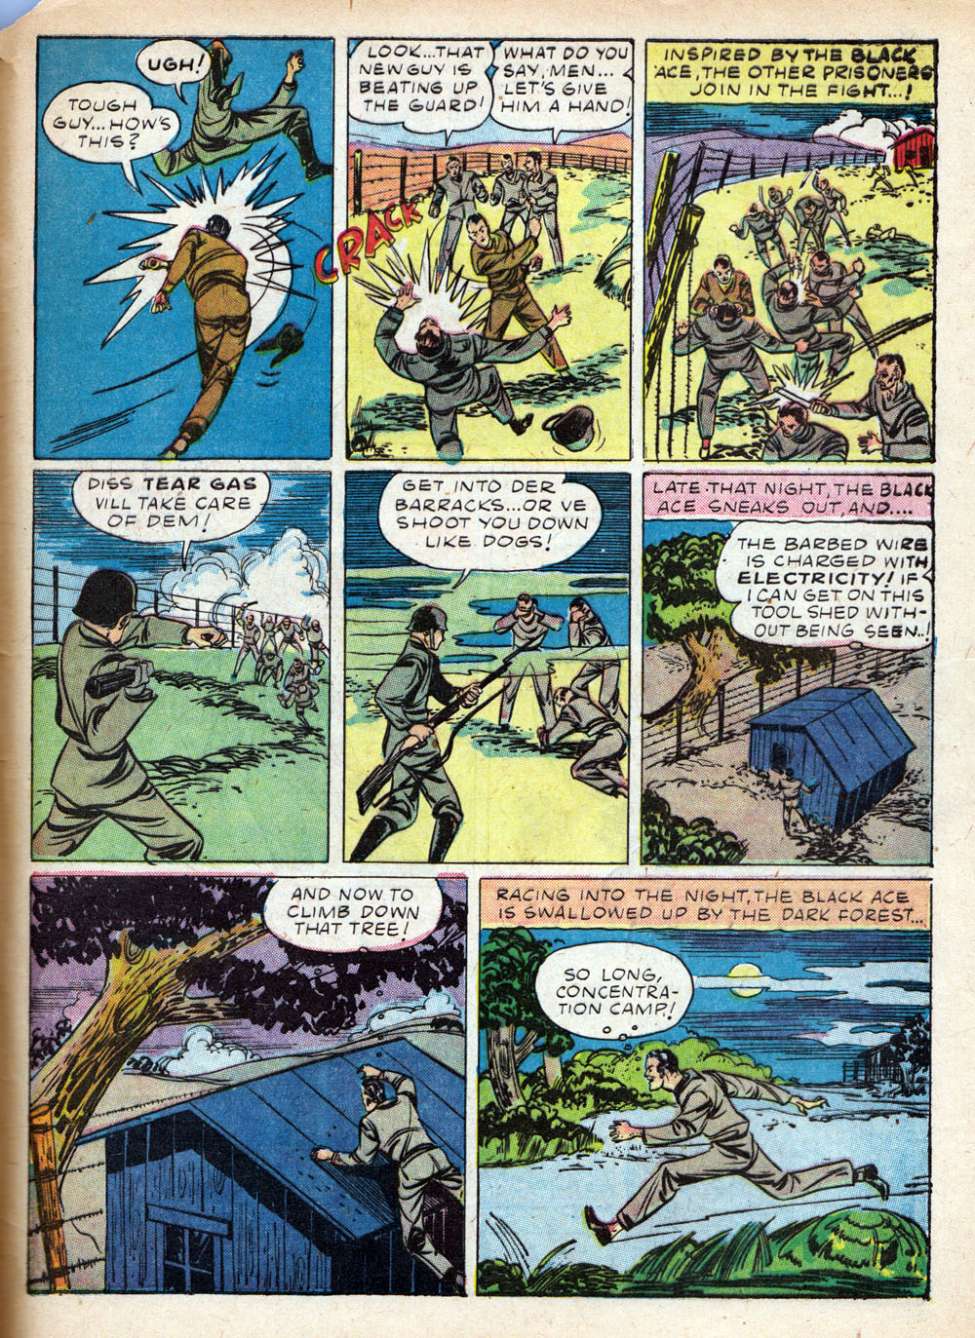 UGH!
TOUGH
GUY...HOW'S
THIS?
LOOK...THAT
NEW GUY IS
BEATING UP
THE GUARD!
WHAT DO YOU
SAY, MEN...
LET'S GIVE
HIM A HAND!
CRACK
INSPIRED BY THE BLACK
ACE, THE OTHER PRISONERS
JOIN IN THE FIGHT...!
DISS TEAR GAS
VILL TAKE CARE
OF DEM!
GET INTO DER
BARRACKS...OR VE
SHOOT YOU DOWN
LIKE DOGS!
LATE THAT NIGHT, THE BLACK
ACE SNEAKS OUT, AND....
THE BARBED WIRE
IS CHARGED WITH
ELECTRICITY! IF
I CAN GET ON THIS
TOOL SHED WITH-
OUT BEING SEEN..!
AND NOW TO
CLIMB DOWN
THAT TREE!
RACING INTO THE NIGHT, THE BLACK ACE
IS SWALLOWED UP BY THE DARK FOREST...
SO LONG,
CONCENTRA-
TION CAMP!